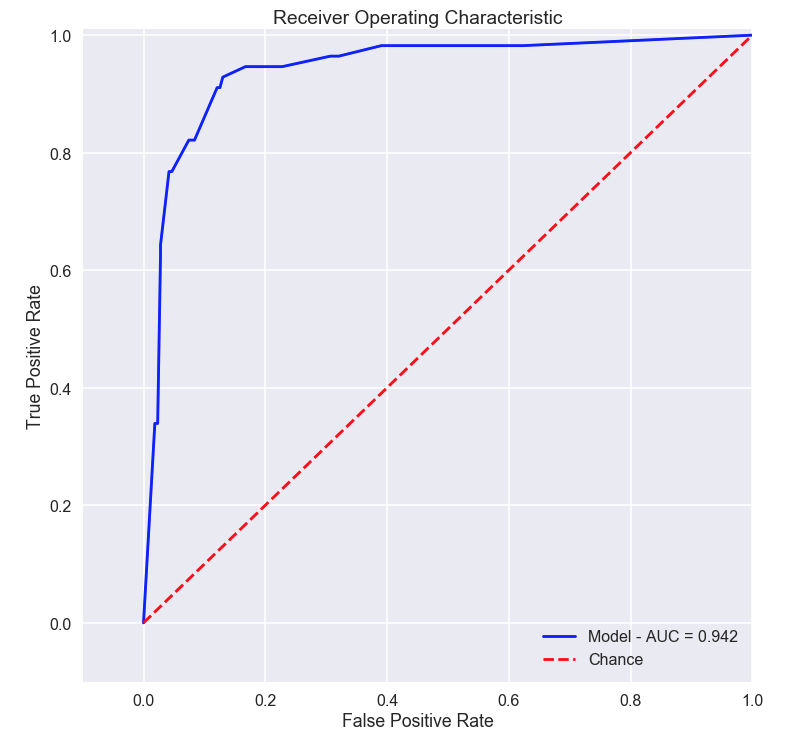 Receiver Operating Characteristic
1.0
0.8
0.6
0.4
0.2
0.0
True Positive Rate
Model - AUC = 0.942
Chance
0.0 0.2 0.4 0.6 0.8 1.0
False Positive Rate